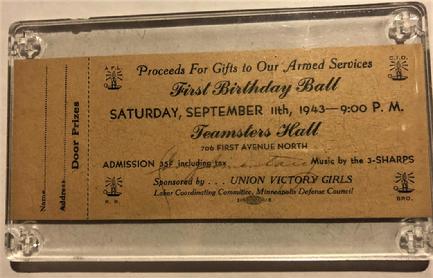 Proceeds For Gifts to Our Armed Services
First Birthday Ball
SATURDAY, SEPTEMBER 11th, 1943—9:00 P. M.
Teamsters Hall
706 FIRST AVENUE NORTH
ADMISSION 35¢ including tax Music by the 3-SHARPS
Sponsored by . . . UNION VICTORY GIRLS
Labor Coordinating Committee, Minneapolis Defense Council
BRO.
Door Prizes
Name
Address